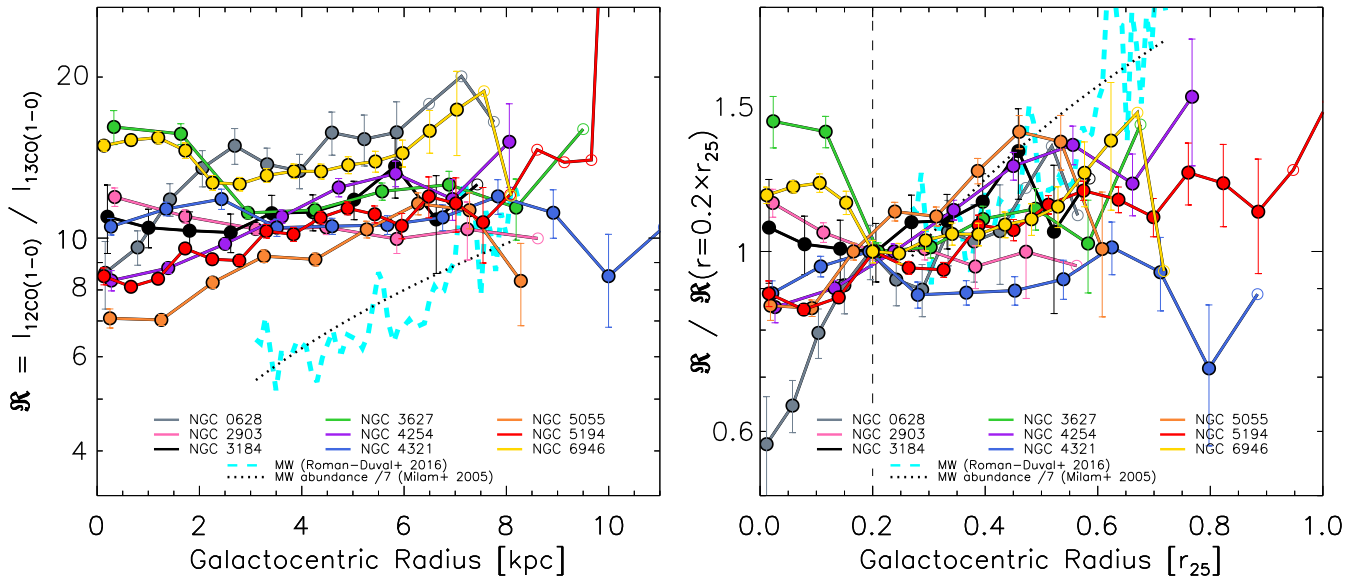 ℜ = I12CO(1−0) / I13CO(1−0)
20
10
8
6
4
NGC 0628 NGC 3627 NGC 5055
NGC 2903 NGC 4254 NGC 5194
NGC 3184 NGC 4321 NGC 6946
MW (Roman−Duval+ 2016)
MW abundance /7 (Milam+ 2005)
0 2 4 6 8 10
Galactocentric Radius [kpc]
ℜ / ℜ(r=0.2×r25)
1.5
1
0.6
NGC 0628 NGC 3627 NGC 5055
NGC 2903 NGC 4254 NGC 5194
NGC 3184 NGC 4321 NGC 6946
MW (Roman−Duval+ 2016)
MW abundance /7 (Milam+ 2005)
0.0 0.2 0.4 0.6 0.8 1.0
Galactocentric Radius [r25]